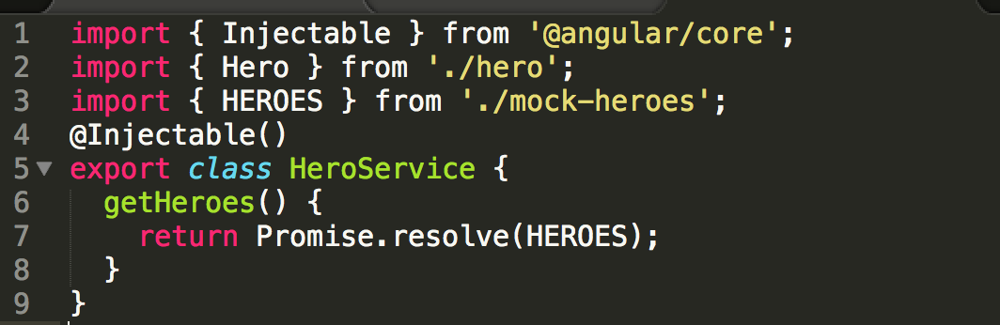 1 import { Injectable } from '@angular/core';
2 import { Hero } from './hero';
3 import { HEROES } from './mock-heroes';
4 @Injectable()
5 export class HeroService {
6   getHeroes() {
7     return Promise.resolve(HEROES);
8   }
9 }